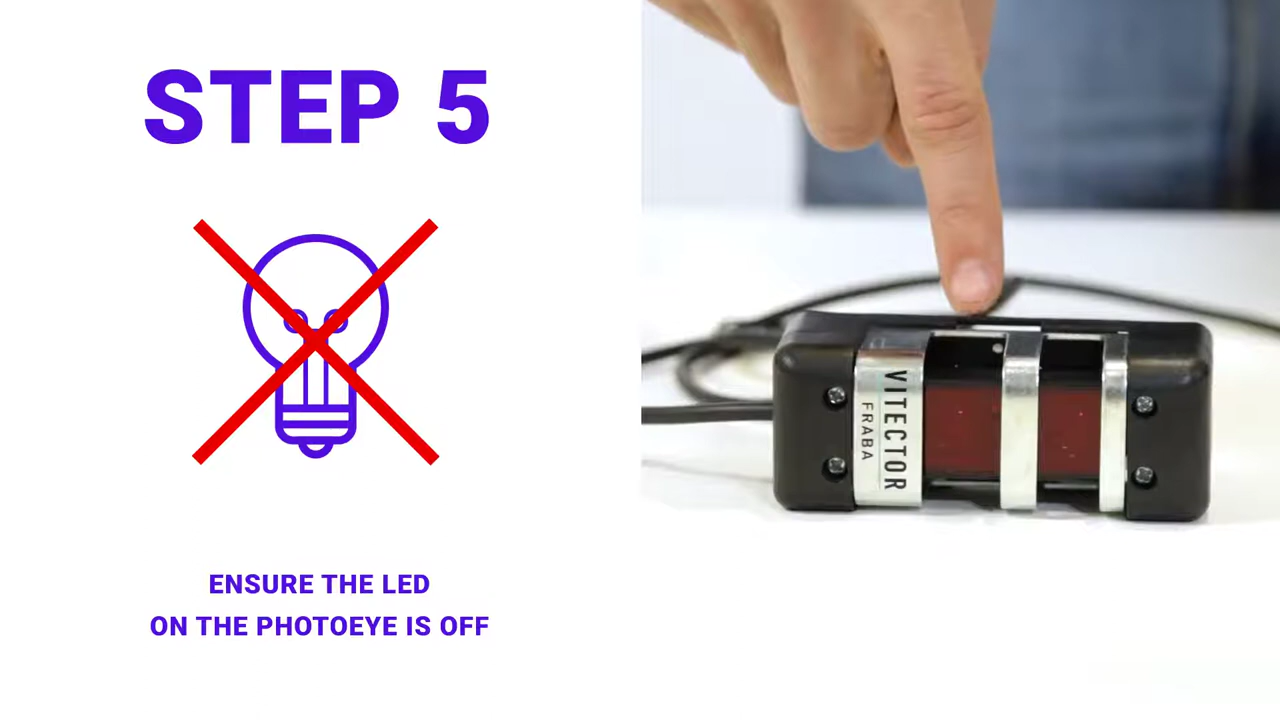 STEP 5
ENSURE THE LED
ON THE PHOTOEYE IS OFF
VITECTOR
FRABA